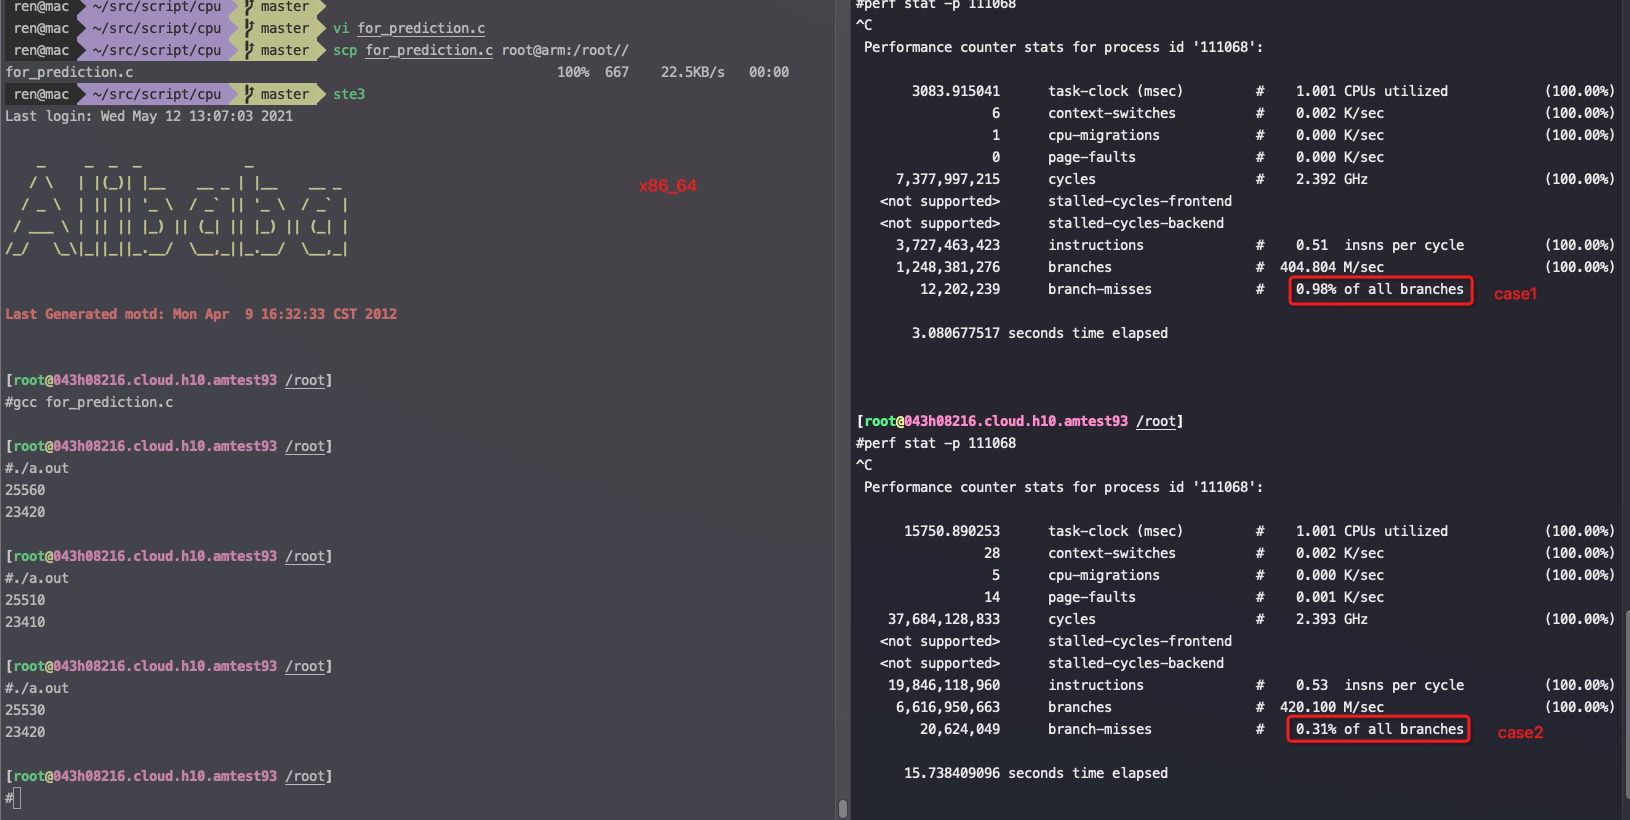 ren@mac ~/src/script/cpu master
ren@mac ~/src/script/cpu master vi for_prediction.c
ren@mac ~/src/script/cpu master scp for_prediction.c root@arm:/root//
for_prediction.c 100% 667 22.5KB/s 00:00
ren@mac ~/src/script/cpu master ste3
Last login: Wed May 12 13:07:03 2021
Alibaba
x86_64
Last Generated motd: Mon Apr 9 16:32:33 CST 2012
[root@043h08216.cloud.h10.amtest93 /root]
#gcc for_prediction.c
[root@043h08216.cloud.h10.amtest93 /root]
#./a.out
25560
23420
[root@043h08216.cloud.h10.amtest93 /root]
#./a.out
25510
23410
[root@043h08216.cloud.h10.amtest93 /root]
#./a.out
25530
23420
[root@043h08216.cloud.h10.amtest93 /root]
#
#perf stat -p 111068
^C
Performance counter stats for process id '111068':
3083.915041 task-clock (msec) # 1.001 CPUs utilized (100.00%)
6 context-switches # 0.002 K/sec (100.00%)
1 cpu-migrations # 0.000 K/sec (100.00%)
0 page-faults # 0.000 K/sec
7,377,997,215 cycles # 2.392 GHz (100.00%)
<not supported> stalled-cycles-frontend
<not supported> stalled-cycles-backend
3,727,463,423 instructions # 0.51 insns per cycle (100.00%)
1,248,381,276 branches # 404.804 M/sec (100.00%)
12,202,239 branch-misses # 0.98% of all branches case1
3.080677517 seconds time elapsed
[root@043h08216.cloud.h10.amtest93 /root]
#perf stat -p 111068
^C
Performance counter stats for process id '111068':
15750.890253 task-clock (msec) # 1.001 CPUs utilized (100.00%)
28 context-switches # 0.002 K/sec (100.00%)
5 cpu-migrations # 0.000 K/sec (100.00%)
14 page-faults # 0.001 K/sec
37,684,128,833 cycles # 2.393 GHz (100.00%)
<not supported> stalled-cycles-frontend
<not supported> stalled-cycles-backend
19,846,118,960 instructions # 0.53 insns per cycle (100.00%)
6,616,950,663 branches # 420.100 M/sec (100.00%)
20,624,049 branch-misses # 0.31% of all branches case2
15.738409096 seconds time elapsed